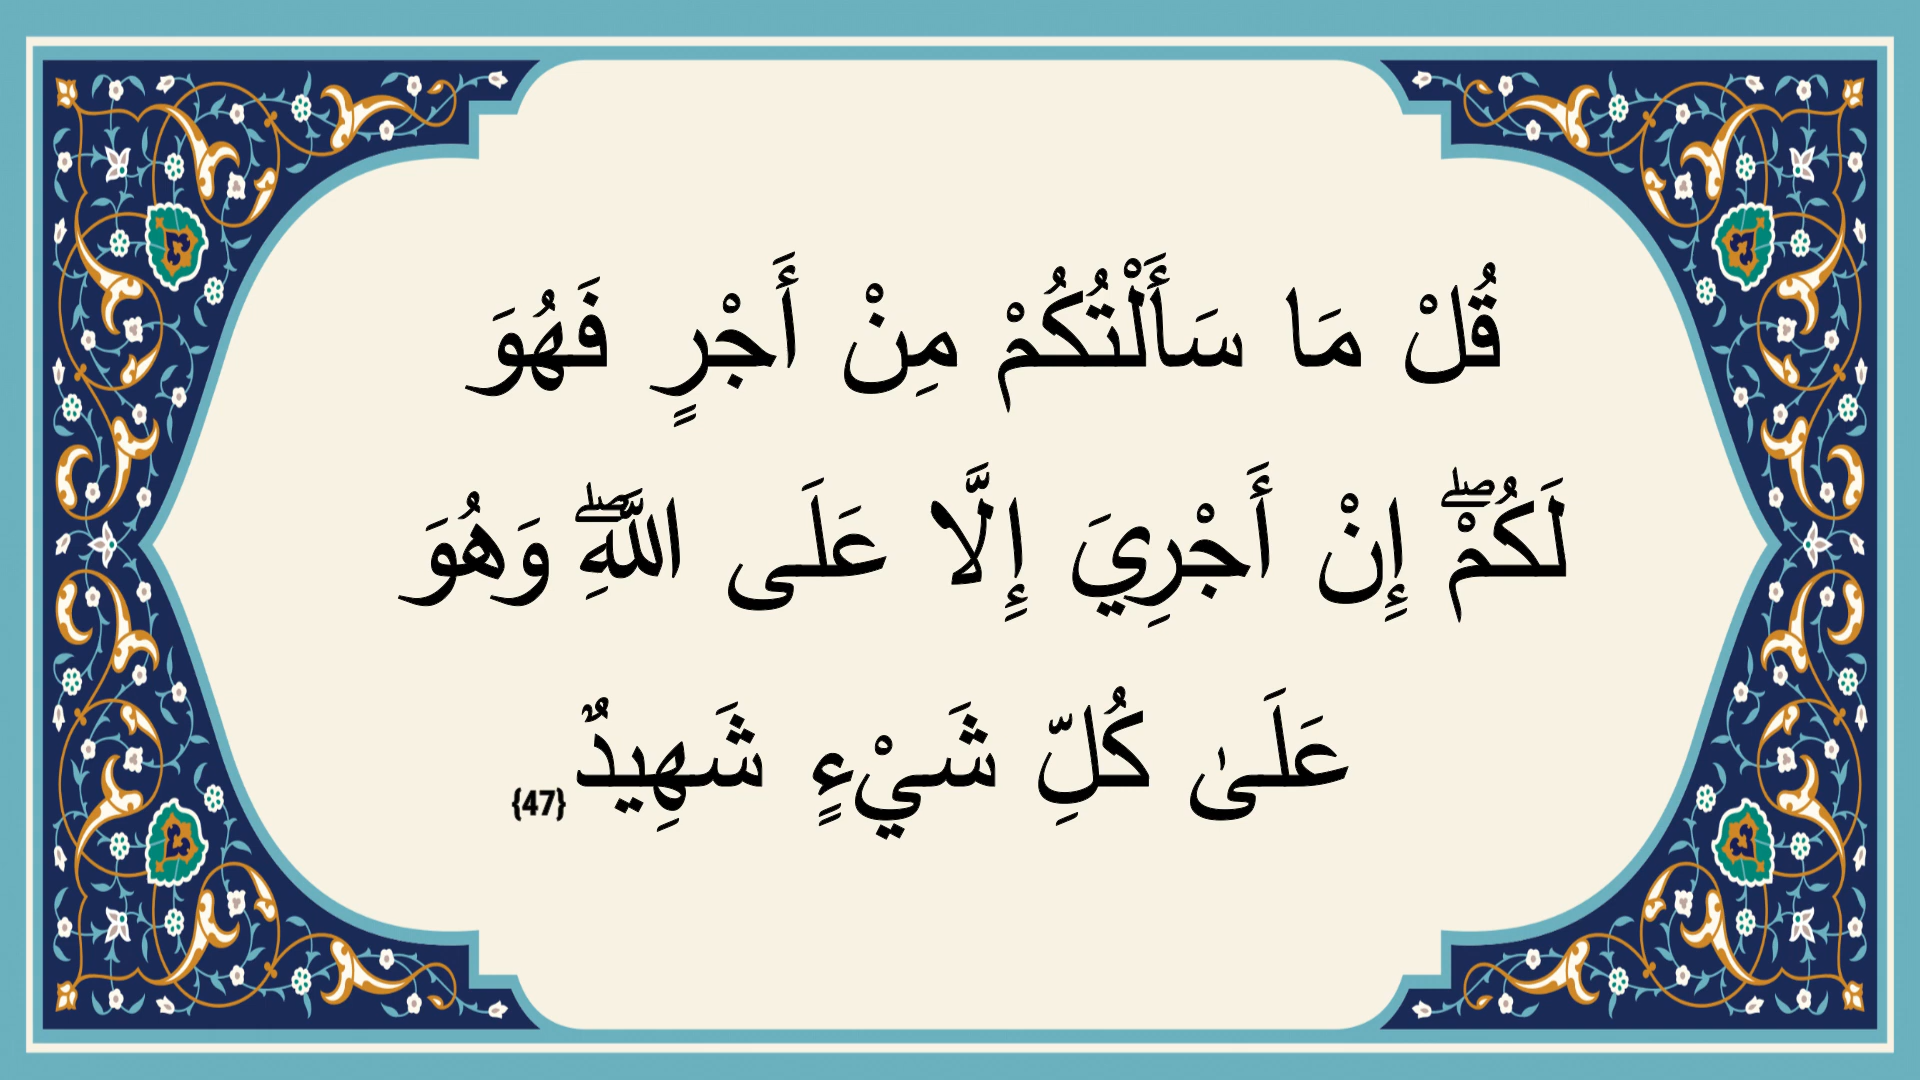 قُلْ مَا سَأَلْتُكُمْ مِنْ أَجْرٍ فَهُوَ
لَكُمْ ۖ إِنْ أَجْرِيَ إِلَّا عَلَى اللَّهِ ۖ وَهُوَ
عَلَىٰ كُلِّ شَيْءٍ شَهِيدٌ {47}